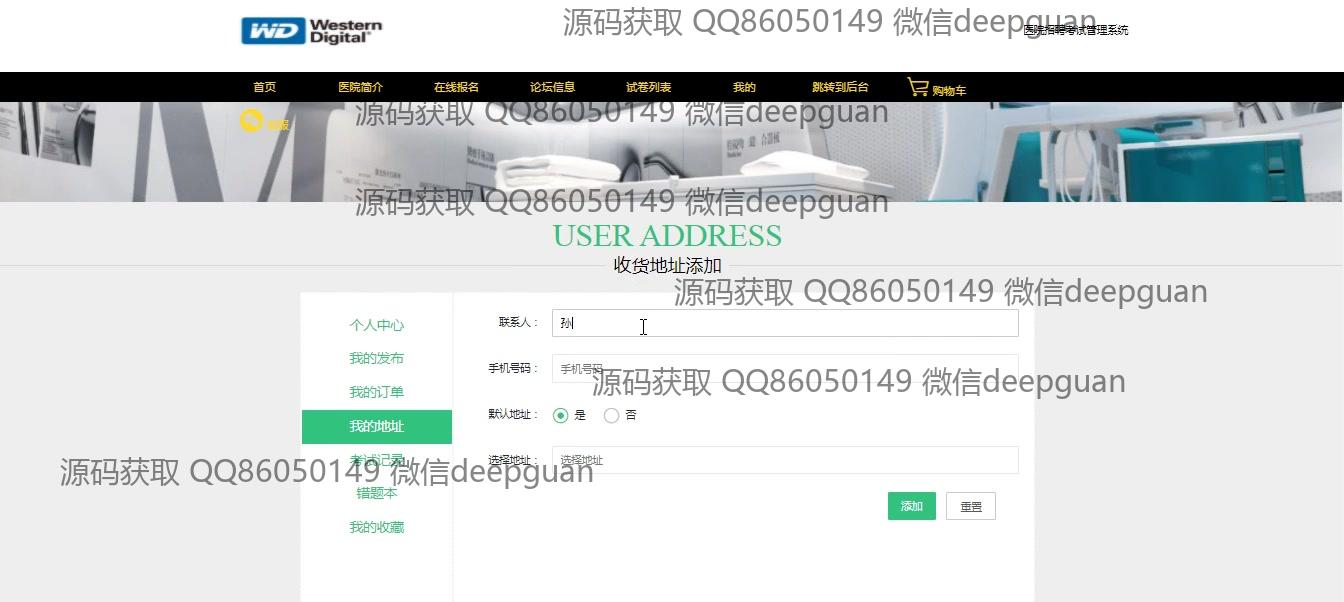 WD Western Digital®
源码获取 QQ86050149 微信deepguan
医院招聘考试管理系统
首页 医院简介 在线报名 论坛信息 试卷列表 我的 跳转到后台 购物车
源码获取 QQ86050149 微信deepguan
源码获取 QQ86050149 微信deepguan
USER ADDRESS
收货地址添加
源码获取 QQ86050149 微信deepguan
个人中心
我的发布
我的订单
我的地址
考试记录
错题本
我的收藏
联系人：
孙
手机号码：
手机号码
源码获取 QQ86050149 微信deepguan
默认地址：
是 否
选择地址：
选择地址
源码获取 QQ86050149 微信deepguan
添加 重置